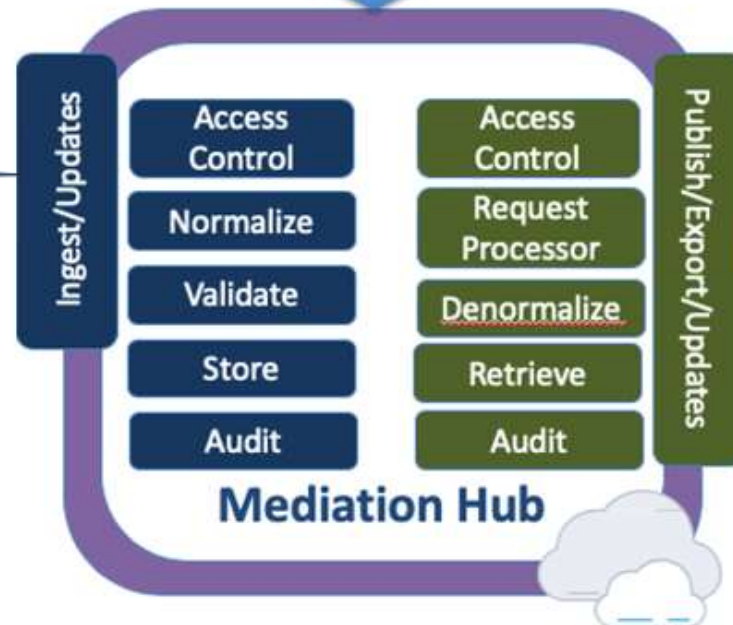 Ingest/Updates
Access
Control
Normalize
Validate
Store
Audit
Access
Control
Request
Processor
Denormalize
Retrieve
Audit
Publish/Export/Updates
Mediation Hub